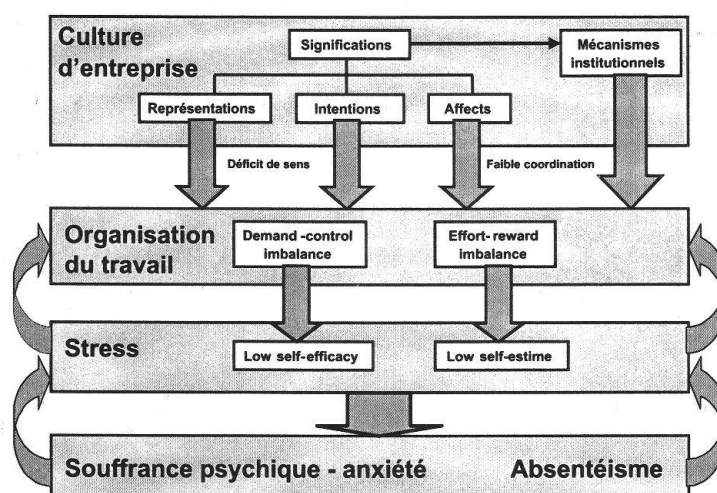 Culture
d'entreprise
Significations
Mécanismes
institutionnels
Représentations
Intentions
Affects
Déficit de sens
Faible coordination
Organisation
du travail
Demand -control
imbalance
Effort- reward
imbalance
Stress
Low self-efficacy
Low self-estime
Souffrance psychique - anxiété
Absentéisme